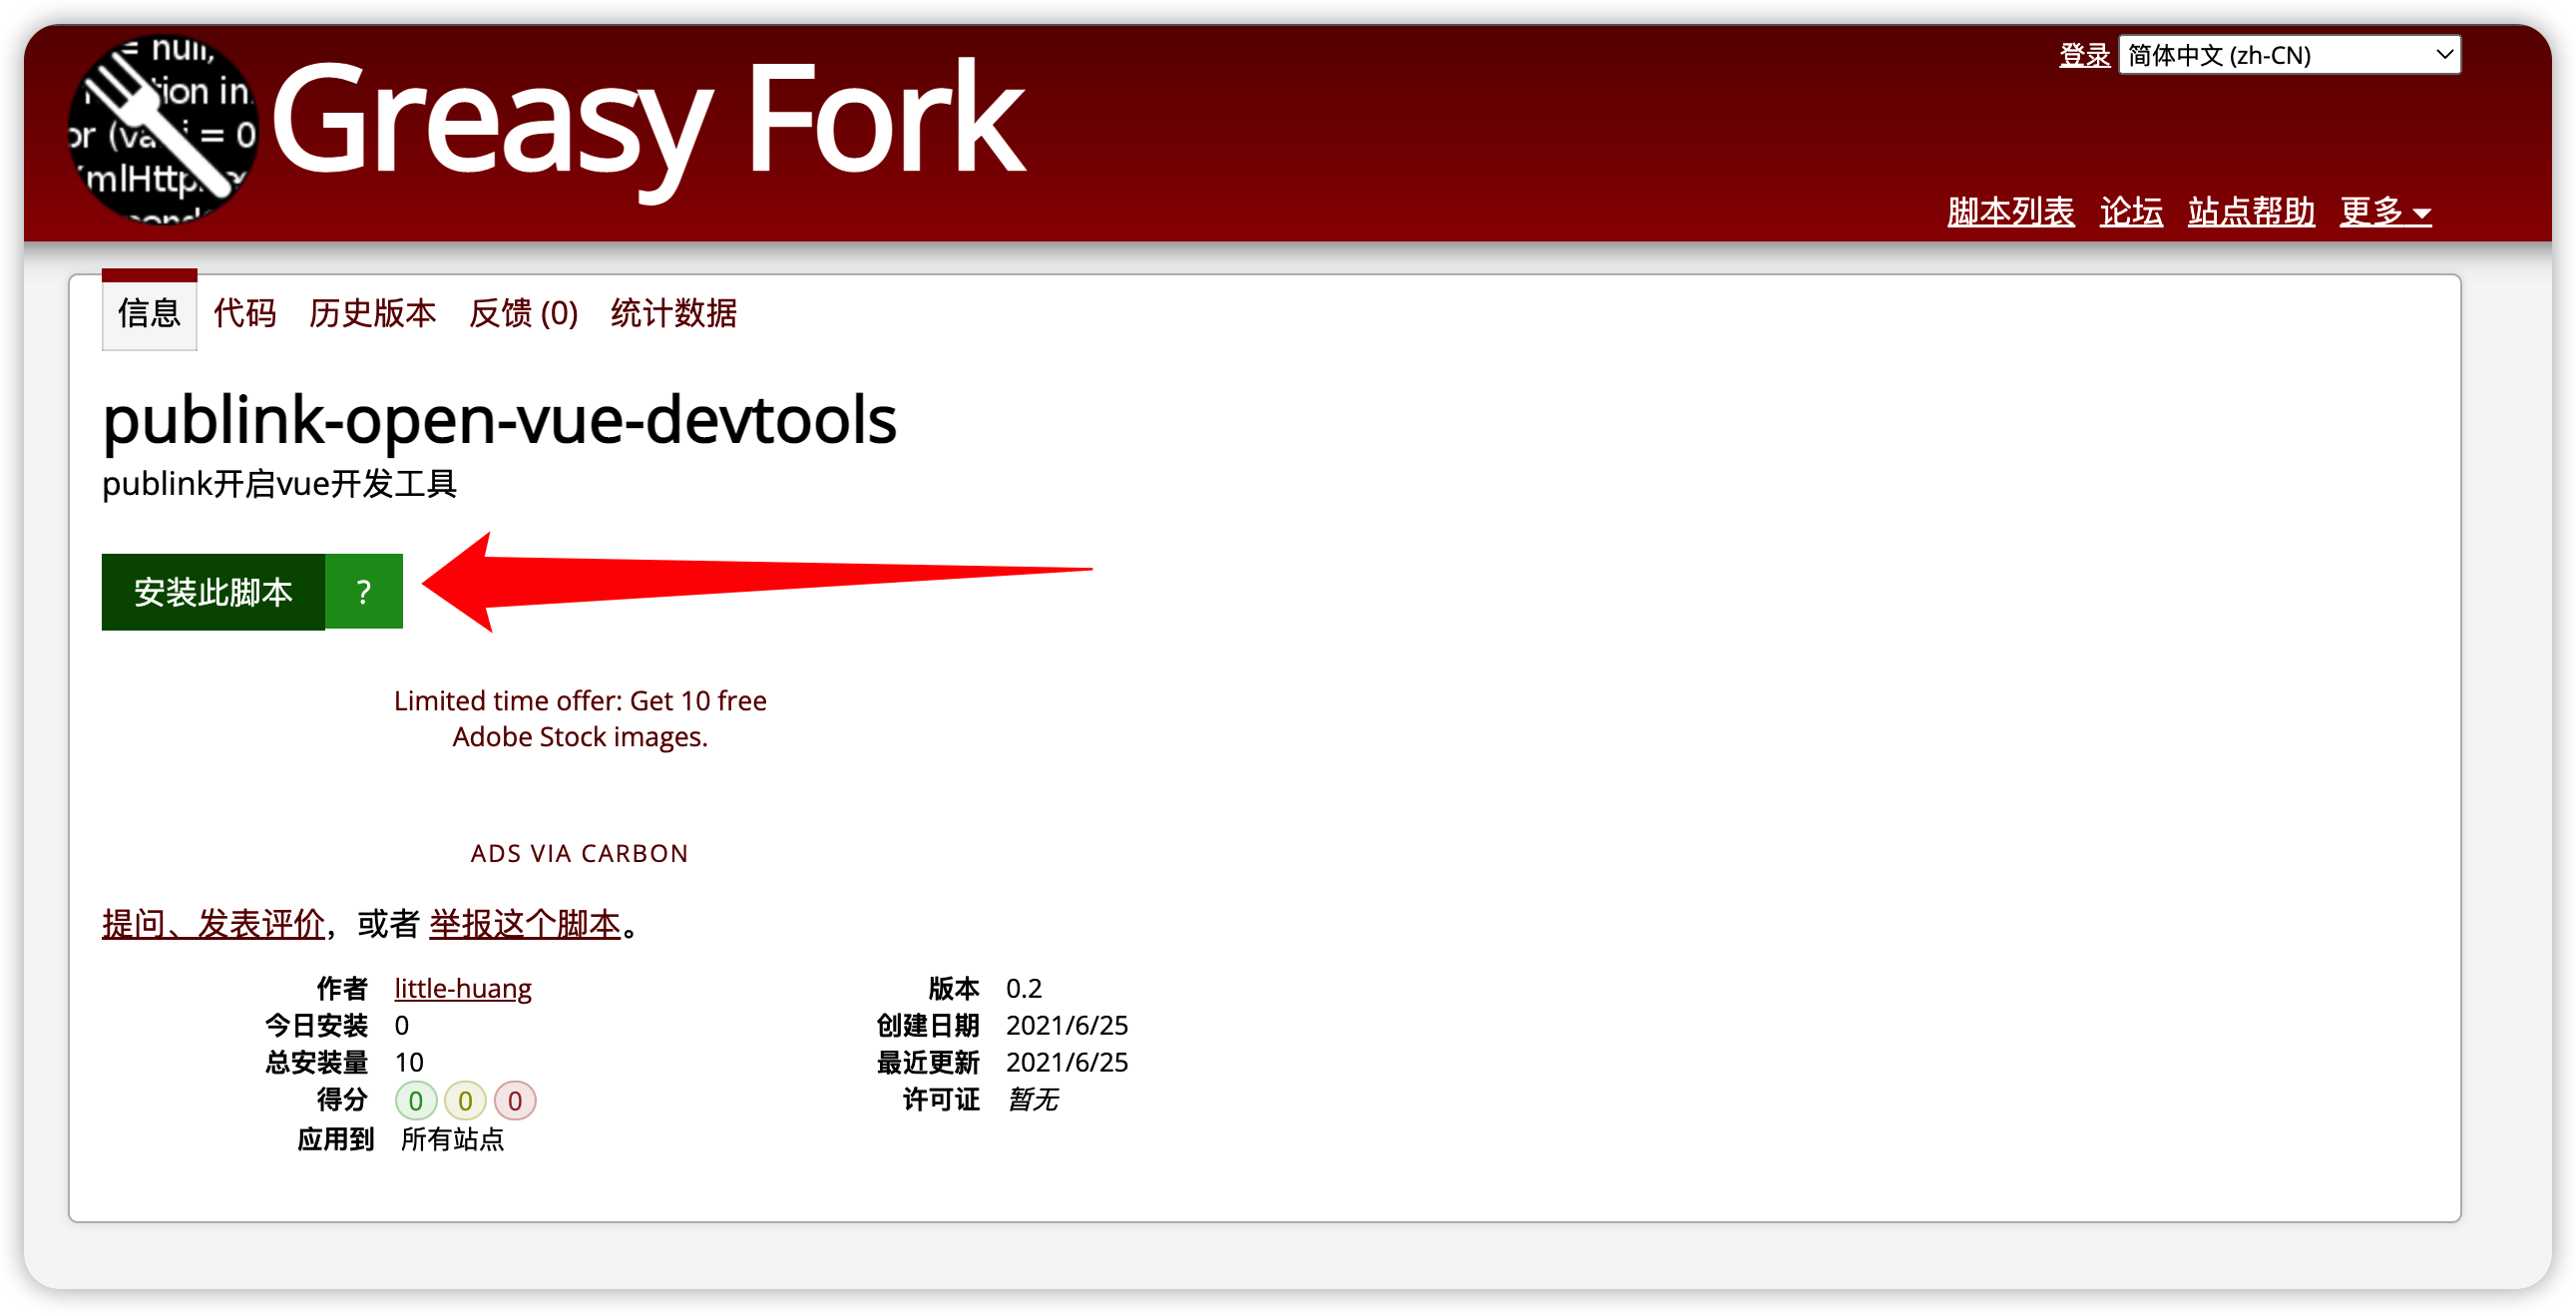 = null,
tion in
or (va i = 0
mlHttp
Greasy Fork
登录 简体中文 (zh-CN)
脚本列表 论坛 站点帮助 更多
信息 代码 历史版本 反馈 (0) 统计数据
publink-open-vue-devtools
publink开启vue开发工具
安装此脚本 ?
Limited time offer: Get 10 free
Adobe Stock images.
ADS VIA CARBON
提问、发表评价，或者 举报这个脚本。
作者 little-huang 版本 0.2
今日安装 0 创建日期 2021/6/25
总安装量 10 最近更新 2021/6/25
得分 0 0 0 许可证 暂无
应用到 所有站点